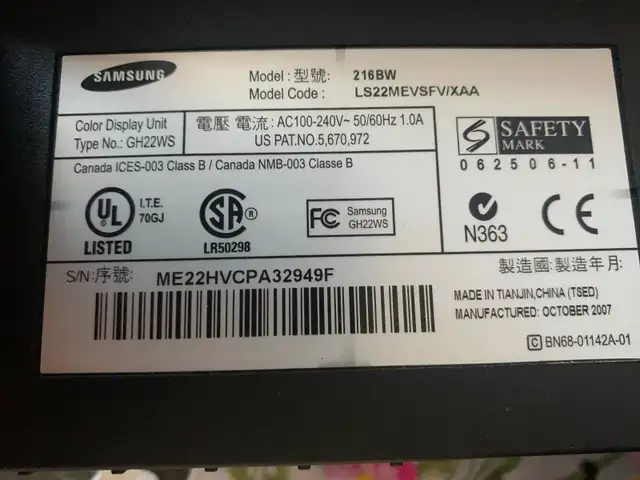 SAMSUNG
Model : 型號: 216BW
Model Code : LS22MEVSFV/XAA
Color Display Unit
Type No.: GH22WS
電壓 電流 : AC100-240V~ 50/60Hz 1.0A
US PAT.NO.5,670,972
SAFETY
MARK
062506-11
Canada ICES-003 Class B / Canada NMB-003 Classe B
UL
®
LISTED
I.T.E.
70GJ
SA
®
LR50298
FC
Samsung
GH22WS
N363
CE
S/N:序號: ME22HVCPA32949F
製造國:製造年月:
MADE IN TIANJIN,CHINA (TSED)
MANUFACTURED: OCTOBER 2007
C BN68-01142A-01